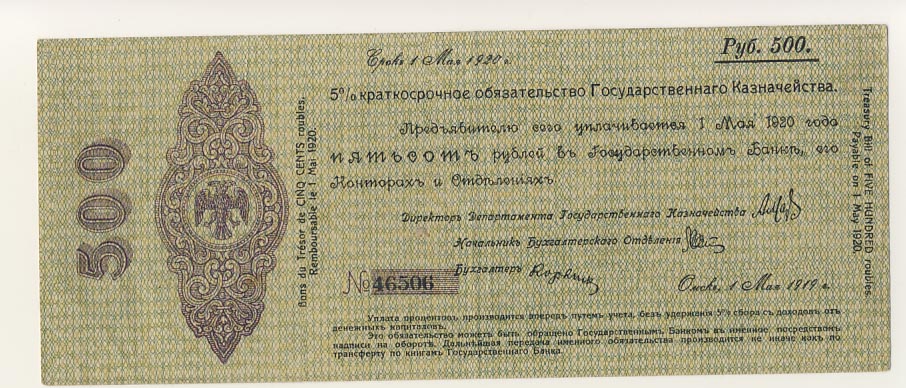 Руб. 500.
Срокъ 1 Мая 1920 г.
5% краткосрочное обязательство Государственнаго Казначейства.
Предъявителю сего уплачивается 1 Мая 1920 года
ПЯТЬСОТЪ рублей въ Государственномъ Банкѣ, его
Конторахъ и Отдѣленіяхъ
Директоръ Департамента Государственнаго Казначейства
Начальникъ Бухгалтерскаго Отдѣленія
Бухгалтеръ
№ 46506
Омскъ, 1 Мая 1919 г.
Уплата процентовъ производится впередъ путемъ учета, безъ удержанія 5% сбора съ доходовъ отъ
денежныхъ капиталовъ.
Это обязательство можетъ быть обращено Государственнымъ Банкомъ въ именное посредствомъ
надписи на оборотѣ. Дальнѣйшая передача именного обязательства производится не иначе какъ по
трансферту по книгамъ Государственнаго Банка.
500
Bons du Trésor de CINQ CENTS roubles.
Remboursable le 1 Mai 1920.
Treasury Bill of FIVE HUNDRED roubles
Payable on 1 May 1920.